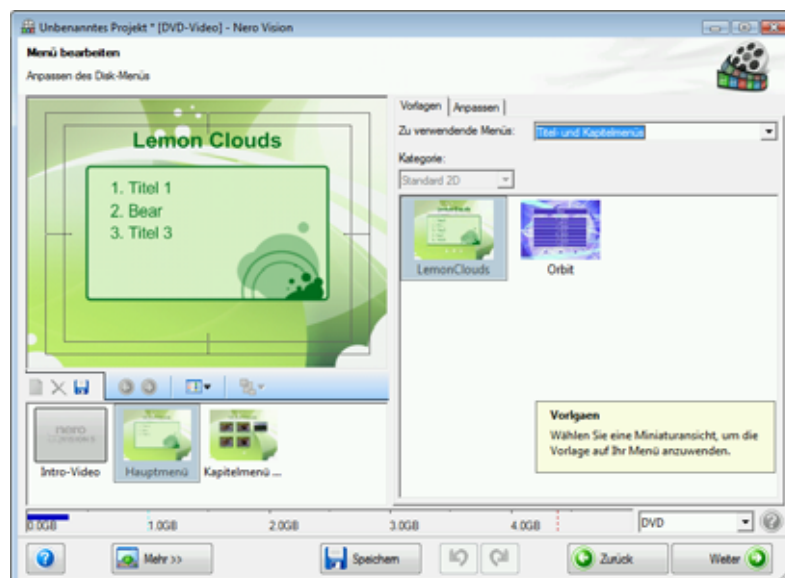 Unbenanntes Projekt * [DVD-Video] - Nero Vision
Menü bearbeiten
Anpassen des Disk-Menüs
Lemon Clouds
1. Titel 1
2. Bear
3. Titel 3
Vorlagen Anpassen
Zu verwendende Menüs: Titel- und Kapitelmenüs
Kategorie:
Standard 2D
LemonClouds Orbit
nero
Intro-Video Hauptmenü Kapitelmenü ...
Vorlgaen
Wählen Sie eine Miniaturansicht, um die
Vorlage auf Ihr Menü anzuwenden.
0.0GB 1.0GB 2.0GB 3.0GB 4.0GB DVD
Mehr >> Speichern Zurück Weiter